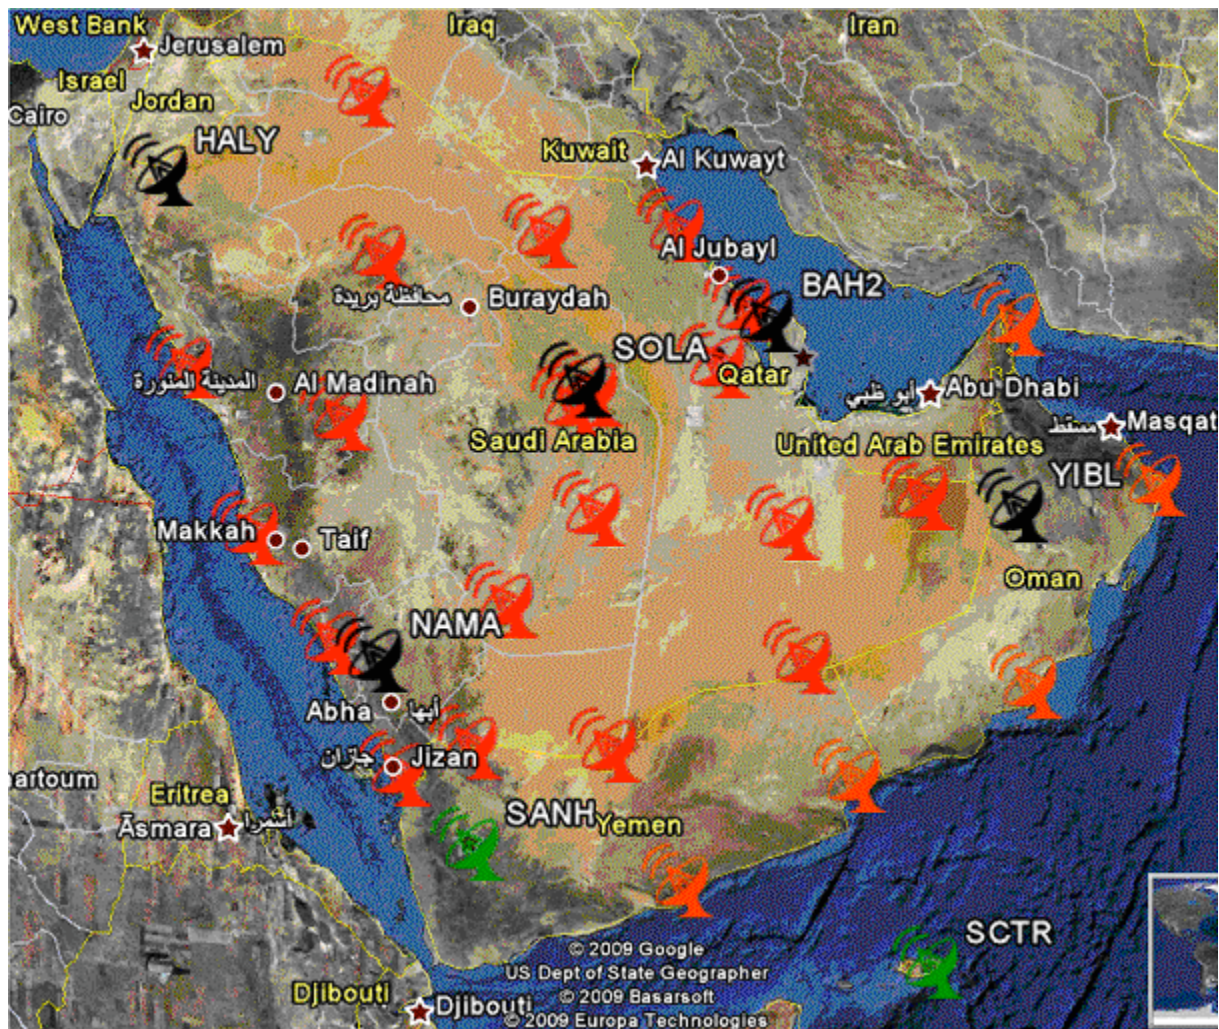 West Bank
Iraq
Iran
Jerusalem
Israel
Jordan
Cairo
HALY
Kuwait
Al Kuwayt
Al Jubayl
محافظة بريدة
Buraydah
BAH2
SOLA
Qatar
المدينة المنورة
Al Madinah
أبو ظبي
Abu Dhabi
Saudi Arabia
United Arab Emirates
مسقط
Masqat
YIBL
Makkah
Taif
Oman
NAMA
Abha
أبها
جازان
Jizan
artoum
Eritrea
Āsmara
أسمرا
SANH
Yemen
SCTR
Djibouti
Djibouti
© 2009 Google
US Dept of State Geographer
© 2009 Basarsoft
© 2009 Europa Technologies